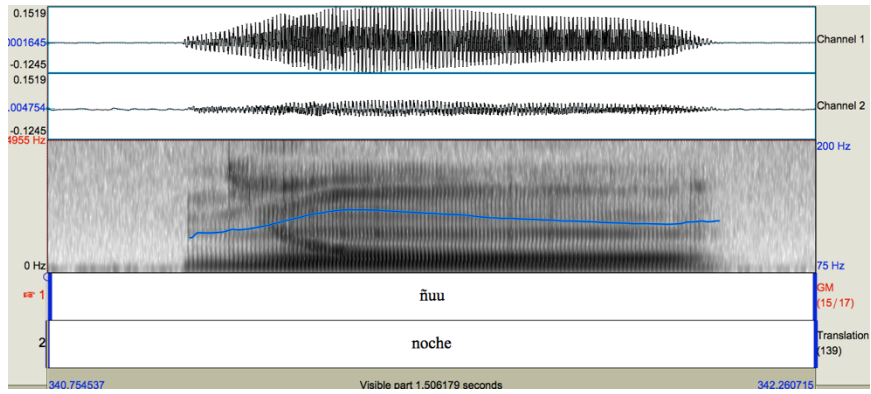 0.1519
0001645
-0.1245
Channel 1
0.1519
.004754
-0.1245
Channel 2
4955 Hz
200 Hz
0 Hz
75 Hz
☞ 1
ñuu
GM
(15/17)
2
noche
Translation
(139)
340.754537
Visible part 1.506179 seconds
342.260715